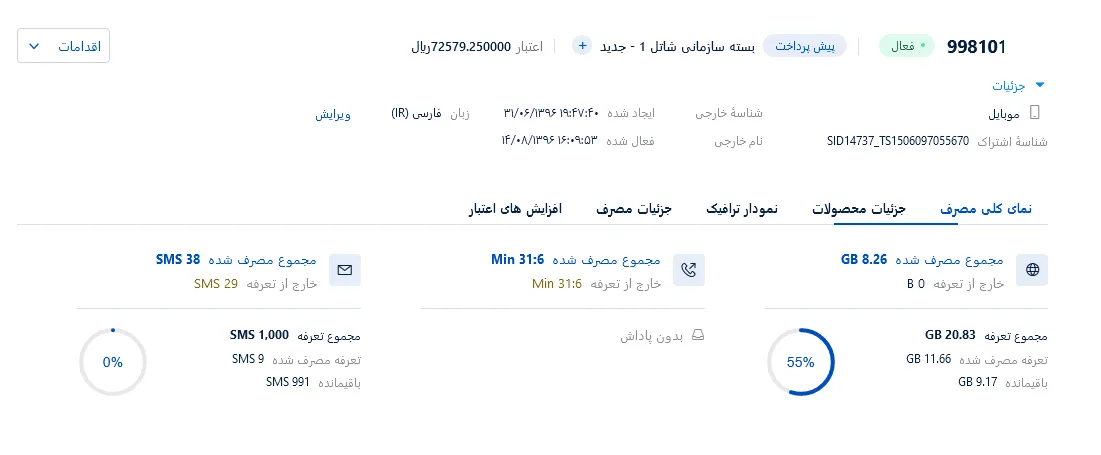 998101 فعال پیش پرداخت بسته سازمانی شاتل 1 - جدید + اعتبار 72579.250000ریال اقدامات
جزئیات
موبایل شناسهٔ خارجی ایجاد شده ۳۱/۰۶/۱۳۹۶ ۱۹:۴۷:۴۰ زبان فارسی (IR) ویرایش
شناسهٔ اشتراک SID14737_TS1506097055670 نام خارجی فعال شده ۱۴/۰۸/۱۳۹۶ ۱۶:۰۹:۵۳
نمای کلی مصرف جزئیات محصولات نمودار ترافیک جزئیات مصرف افزایش های اعتبار
مجموع مصرف شده 8.26 GB
خارج از تعرفه 0 B
مجموع تعرفه 20.83 GB
تعرفه مصرف شده 11.66 GB
باقیمانده 9.17 GB
55%
مجموع مصرف شده 31:6 Min
خارج از تعرفه 31:6 Min
بدون پاداش
مجموع مصرف شده 38 SMS
خارج از تعرفه 29 SMS
مجموع تعرفه 1,000 SMS
تعرفه مصرف شده 9 SMS
باقیمانده 991 SMS
0%